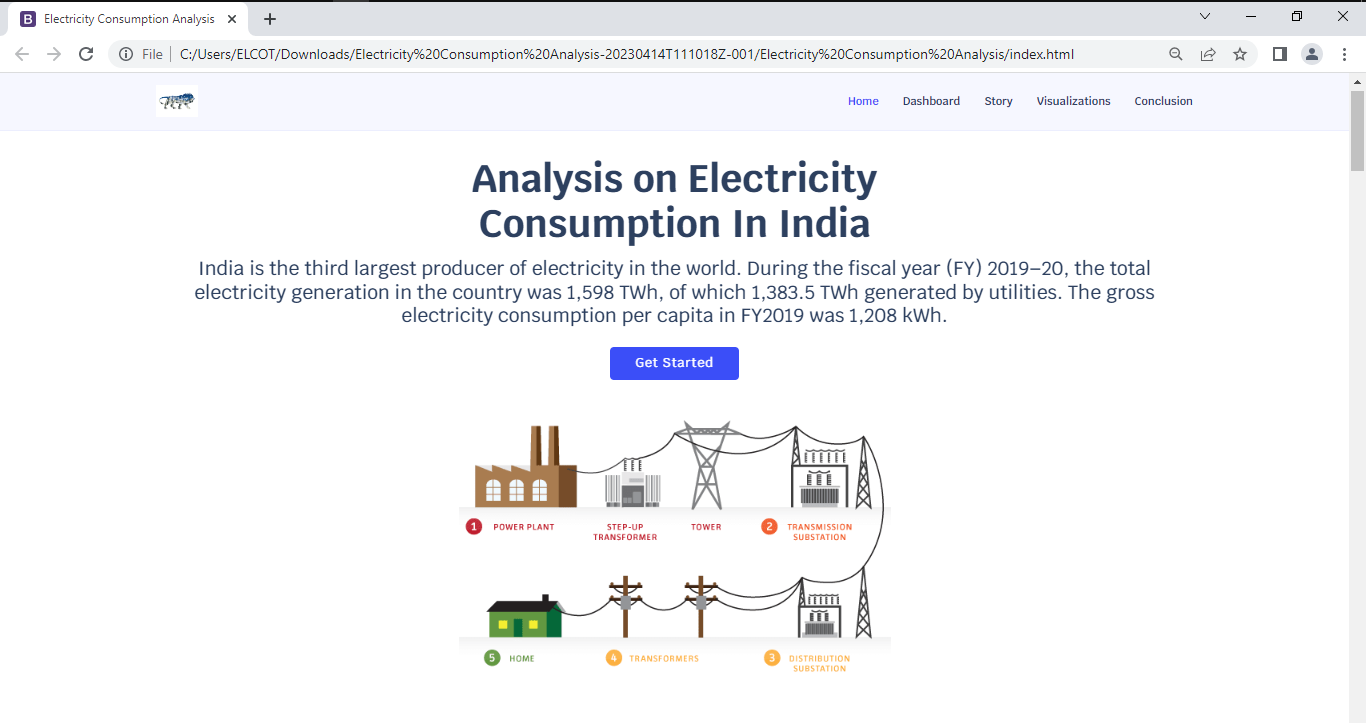 Electricity Consumption Analysis
File
C:/Users/ELCOT/Downloads/Electricity%20Consumption%20Analysis-20230414T111018Z-001/Electricity%20Consumption%20Analysis/index.html
Home Dashboard Story Visualizations Conclusion
Analysis on Electricity
Consumption In India
India is the third largest producer of electricity in the world. During the fiscal year (FY) 2019–20, the total
electricity generation in the country was 1,598 TWh, of which 1,383.5 TWh generated by utilities. The gross
electricity consumption per capita in FY2019 was 1,208 kWh.
Get Started
1 POWER PLANT
STEP-UP
TRANSFORMER
TOWER
2 TRANSMISSION
SUBSTATION
5 HOME
4 TRANSFORMERS
3 DISTRIBUTION
SUBSTATION